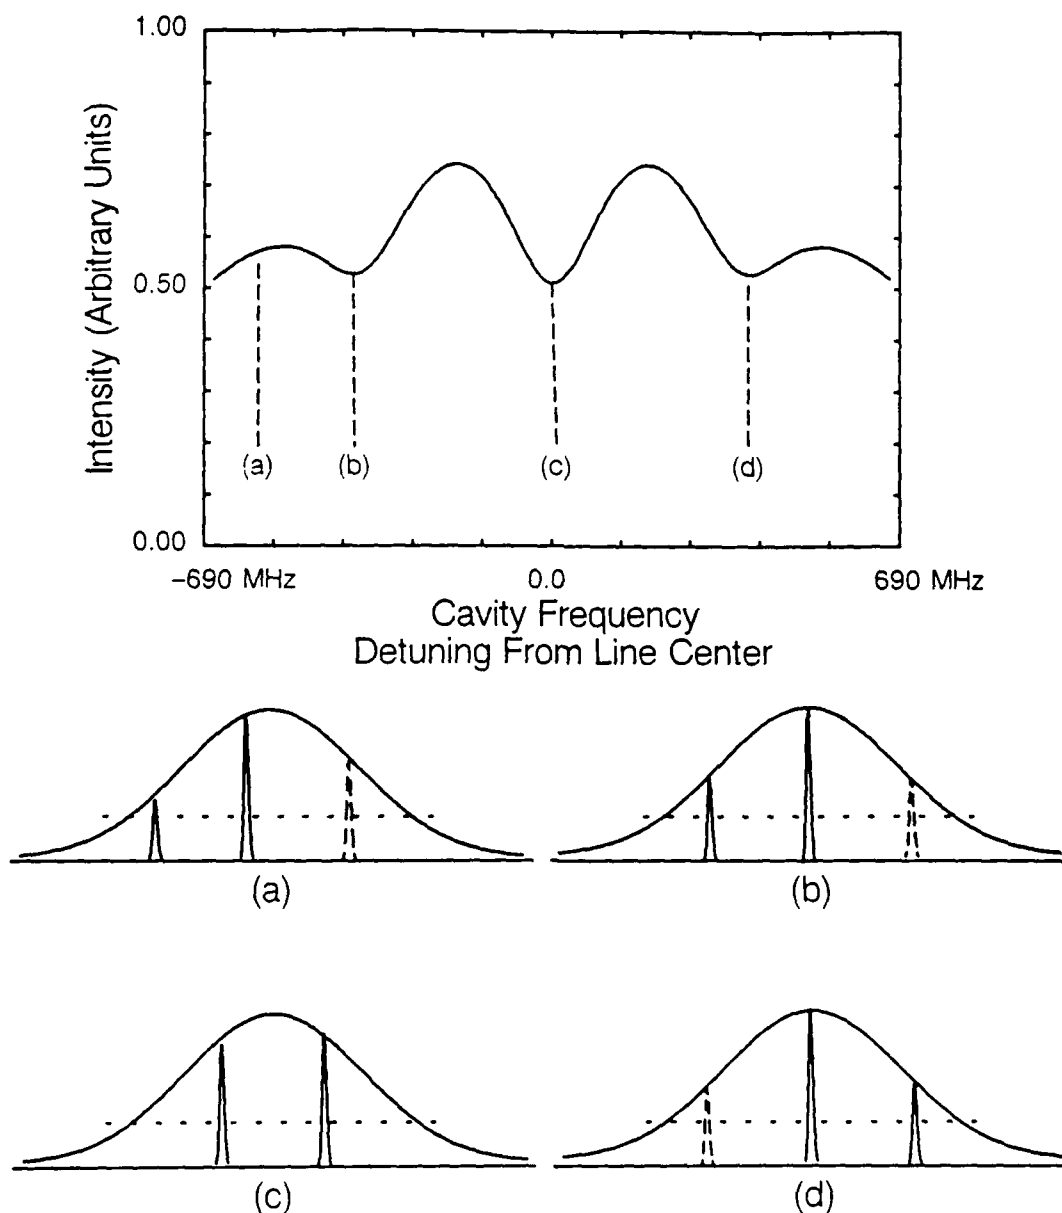 1.00
Intensity (Arbitrary Units)
0.50
(a) (b) (c) (d)
0.00
-690 MHz 0.0 690 MHz
Cavity Frequency
Detuning From Line Center
(a) (b)
(c) (d)